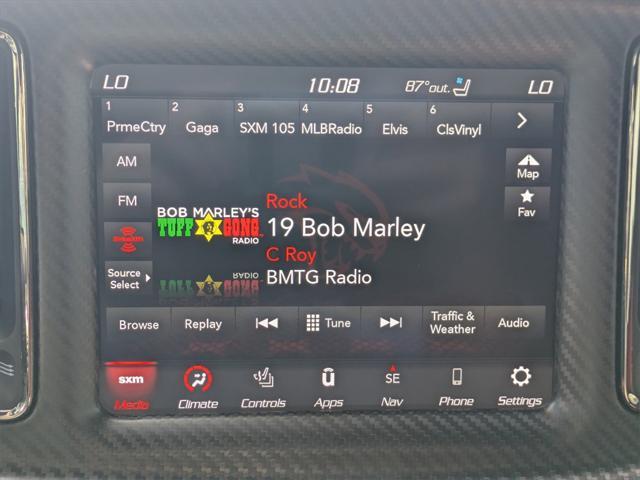 LO 10:08 87°out. LO
1 2 3 4 5 6
PrmeCtry Gaga SXM 105 MLBRadio Elvis ClsVinyl
AM
Map
FM
Fav
SiriusXM
BOB MARLEY'S
TUFF GONG
RADIO
Rock
19 Bob Marley
C Roy
BMTG Radio
Source
Select
Browse Replay Tune Traffic &
Weather Audio
sxm SE
Media Climate Controls Apps Nav Phone Settings